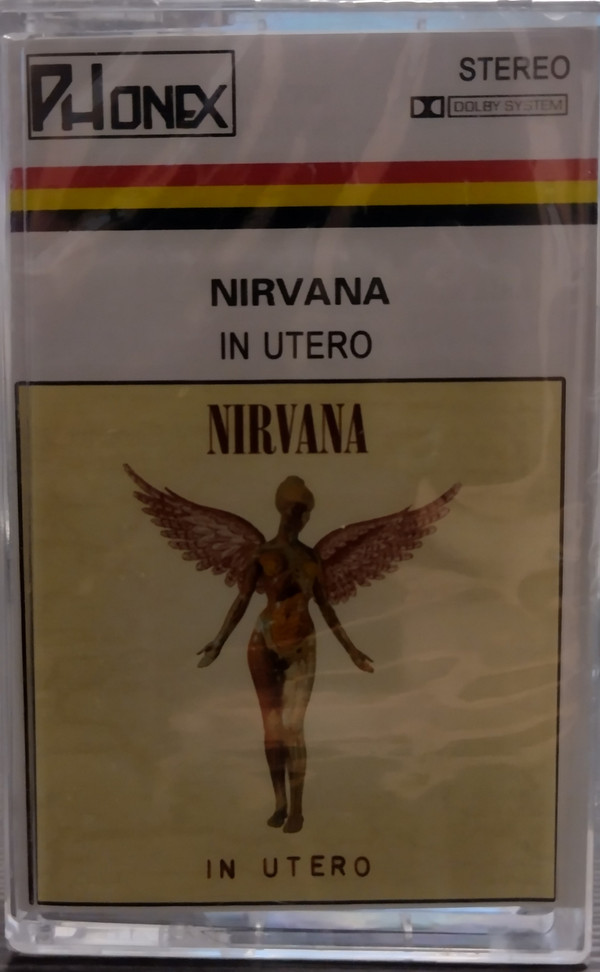 PHONEX
STEREO
DOLBY SYSTEM
NIRVANA
IN UTERO
NIRVANA
IN UTERO